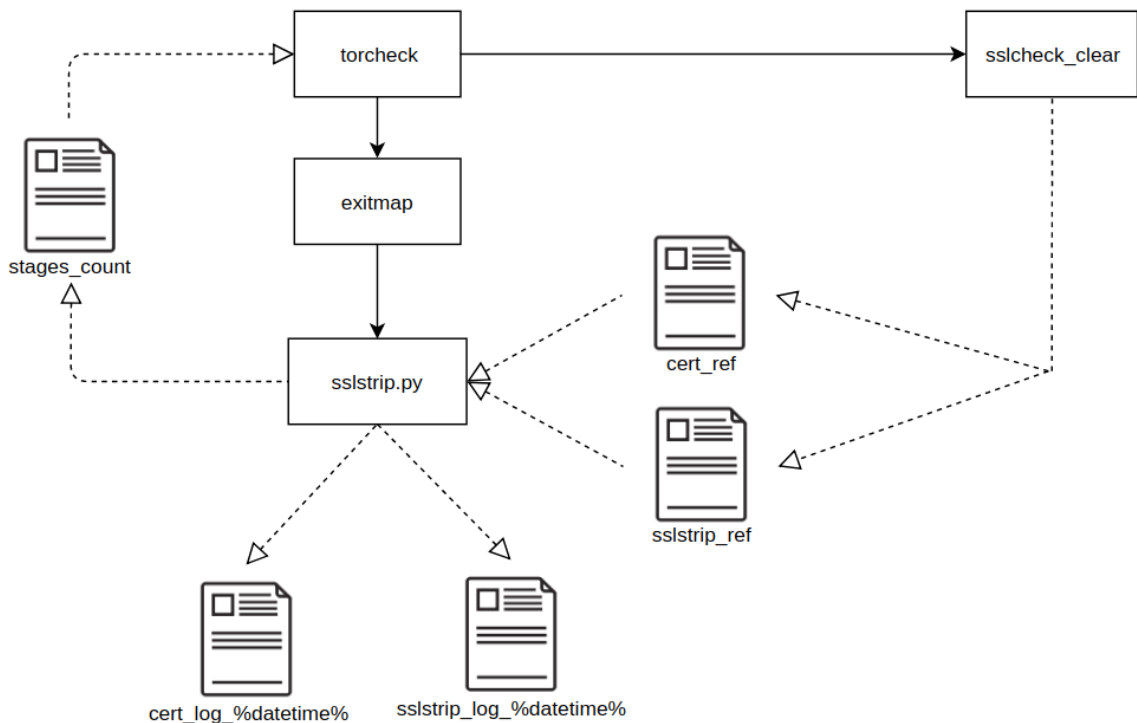 torcheck
sslcheck_clear
exitmap
stages_count
cert_ref
sslstrip.py
sslstrip_ref
cert_log_%datetime%
sslstrip_log_%datetime%